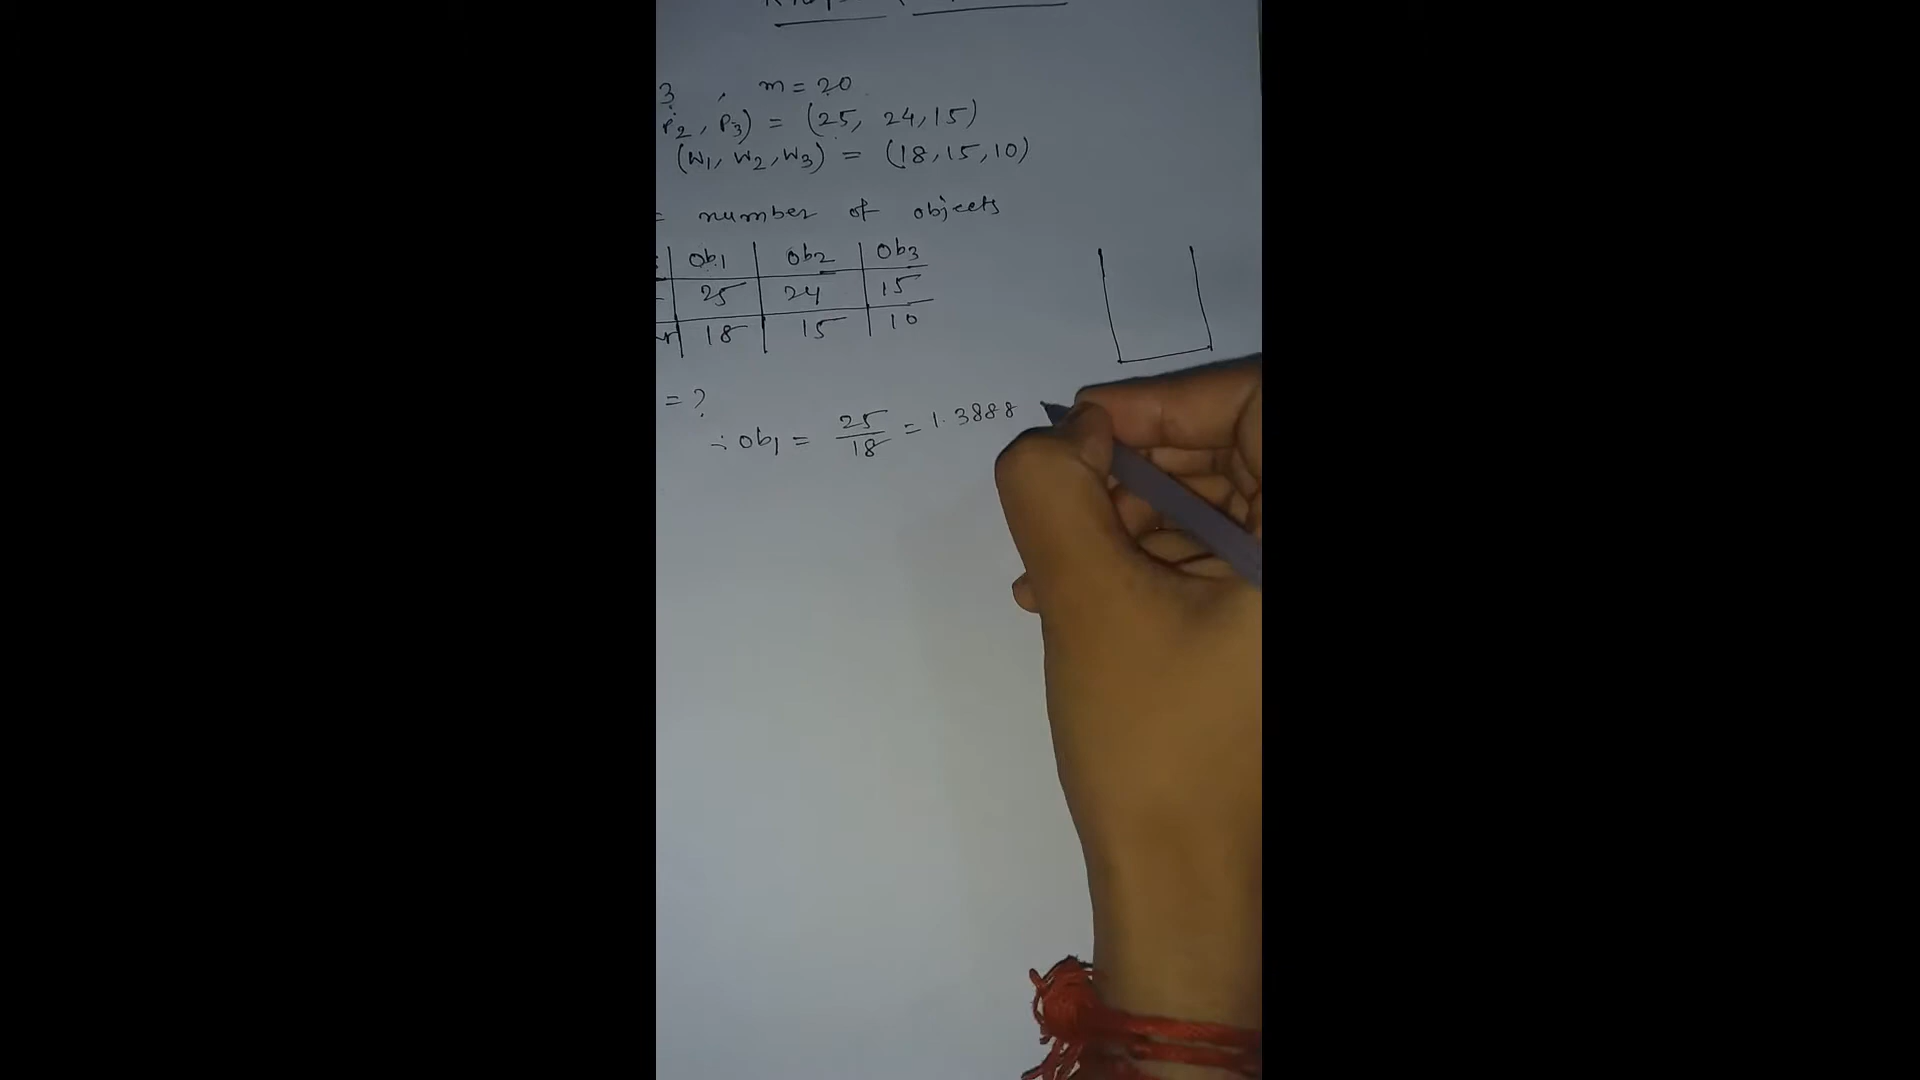 3 , m = 20
P2, P3) = (25, 24, 15)
(W1, W2, W3) = (18, 15, 10)
= number of objects
Ob1 | Ob2 | Ob3
25 | 24 | 15
18 | 15 | 10
= ?
÷ Ob1 = 25/18 = 1.3888